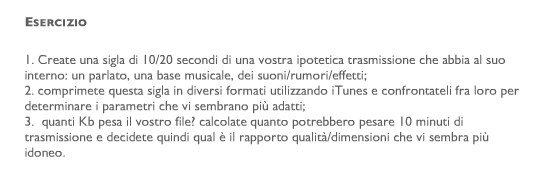 ESERCIZIO
1. Create una sigla di 10/20 secondi di una vostra ipotetica trasmissione che abbia al suo
interno: un parlato, una base musicale, dei suoni/rumori/effetti;
2. comprimete questa sigla in diversi formati utilizzando iTunes e confrontateli fra loro per
determinare i parametri che vi sembrano più adatti;
3. quanti Kb pesa il vostro file? calcolate quanto potrebbero pesare 10 minuti di
trasmissione e decidete quindi qual è il rapporto qualità/dimensioni che vi sembra più
idoneo.